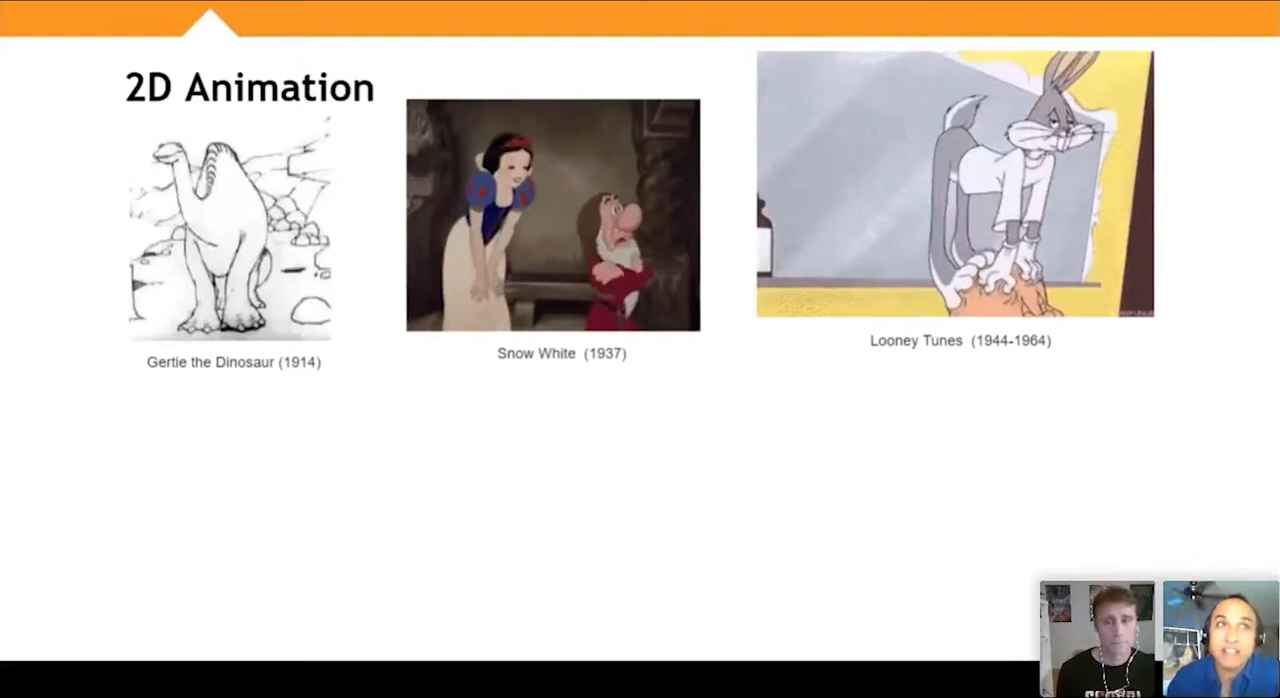 2D Animation
Gertie the Dinosaur (1914)
Snow White (1937)
Looney Tunes (1944-1964)